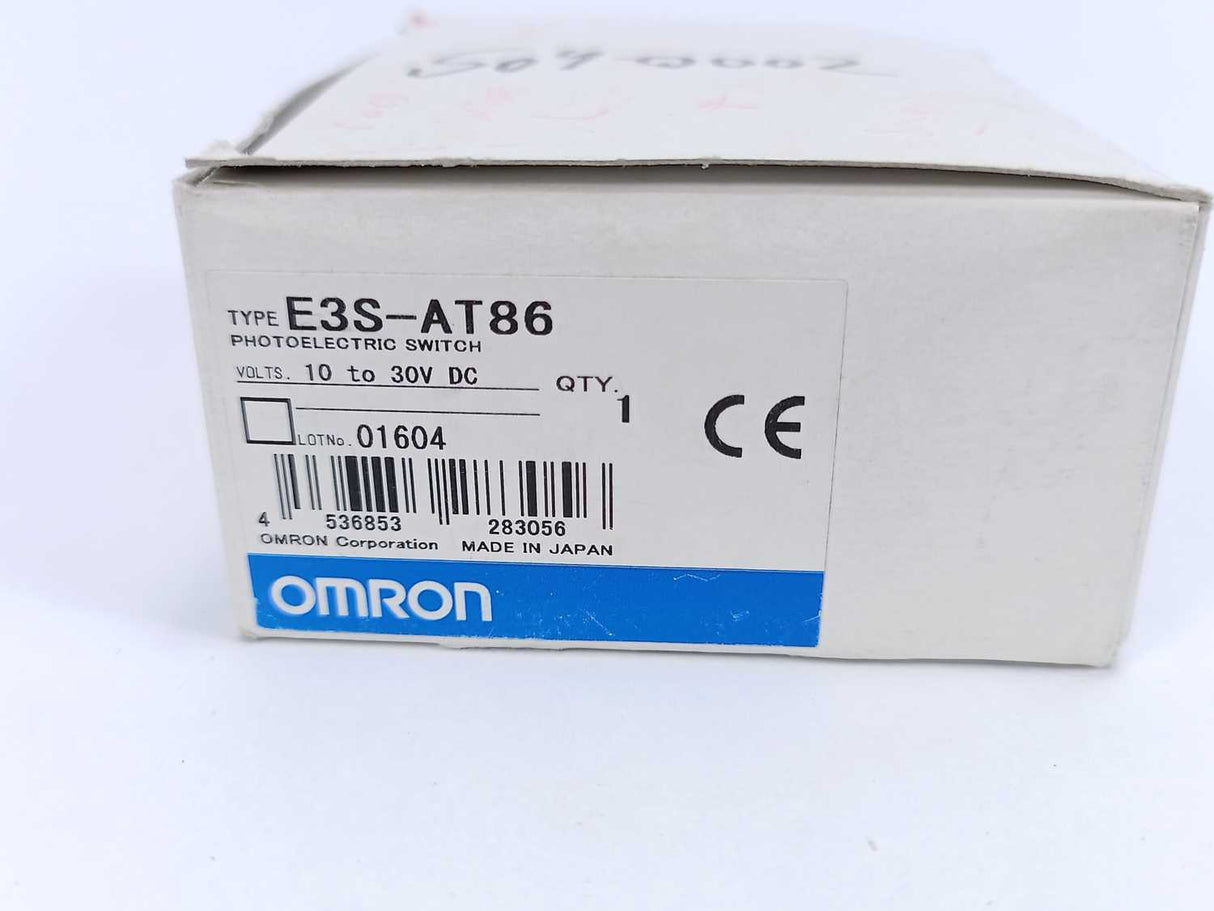 TYPE E3S-AT86
PHOTOELECTRIC SWITCH
VOLTS. 10 to 30V DC
QTY. 1
LOTNo. 01604
4 536853 283056
OMRON Corporation MADE IN JAPAN
CE
OMRON